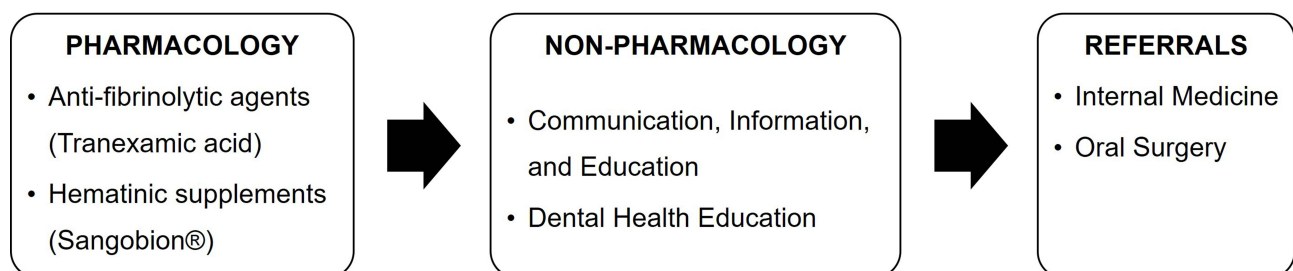 PHARMACOLOGY
• Anti-fibrinolytic agents
(Tranexamic acid)
• Hematinic supplements
(Sangobion®)
NON-PHARMACOLOGY
• Communication, Information,
and Education
• Dental Health Education
REFERRALS
• Internal Medicine
• Oral Surgery